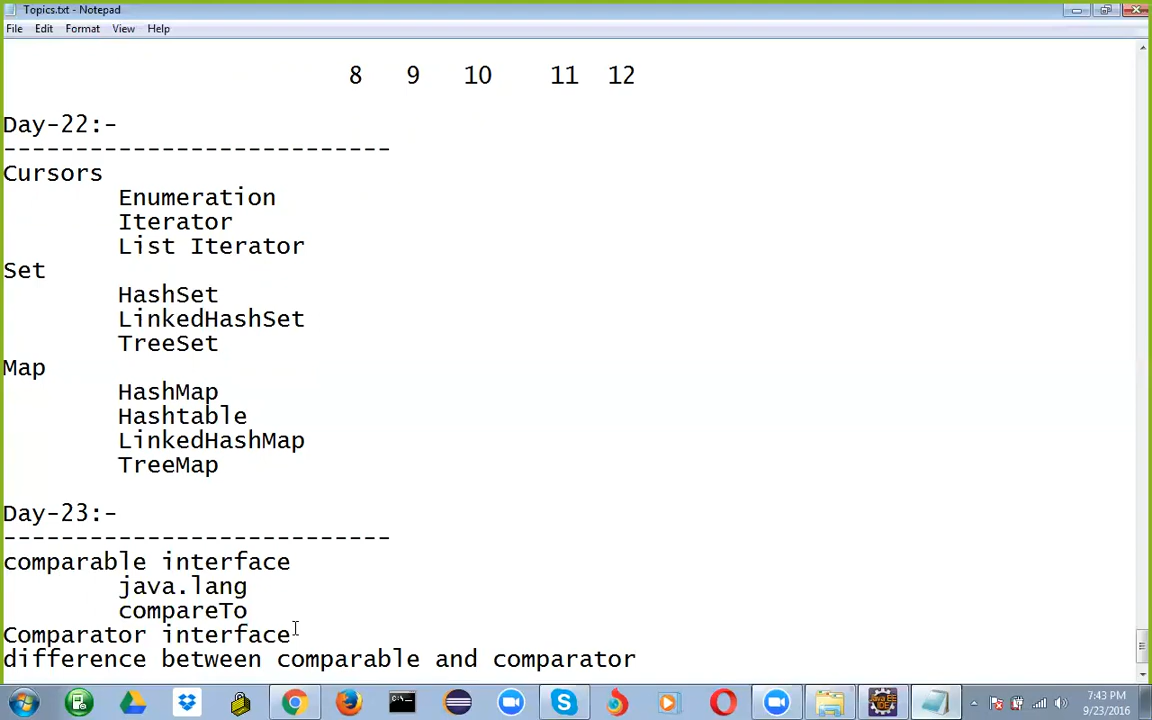 Topics.txt - Notepad
File Edit Format View Help
8 9 10 11 12
Day-22:-
---------------------------
Cursors
Enumeration
Iterator
List Iterator
Set
HashSet
LinkedHashSet
TreeSet
Map
HashMap
Hashtable
LinkedHashMap
TreeMap
Day-23:-
---------------------------
comparable interface
java.lang
compareTo
Comparator interface
difference between comparable and comparator
7:43 PM
9/23/2016